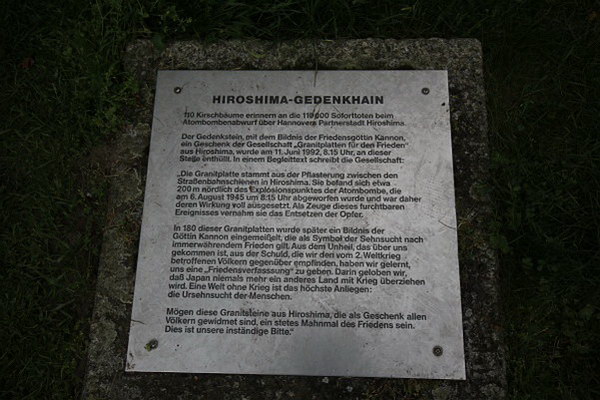 HIROSHIMA-GEDENKHAIN
110 Kirschbäume erinnern an die 110 000 Soforttoten beim
Atombombenabwurf über Hannovers Partnerstadt Hiroshima.
Der Gedenkstein, mit dem Bildnis der Friedensgöttin Kannon,
ein Geschenk der Gesellschaft „Granitplatten für den Frieden"
aus Hiroshima, wurde am 11. Juni 1992, 8.15 Uhr, an dieser
Stelle enthüllt. In einem Begleittext schreibt die Gesellschaft:
„Die Granitplatte stammt aus der Pflasterung zwischen den
Straßenbahnschienen in Hiroshima. Sie befand sich etwa
200 m nördlich des Explosionspunktes der Atombombe, die
am 6. August 1945 um 8:15 Uhr abgeworfen wurde und war daher
deren Wirkung voll ausgesetzt. Als Zeuge dieses furchtbaren
Ereignisses vernahm sie das Entsetzen der Opfer.
In 180 dieser Granitplatten wurde später ein Bildnis der
Göttin Kannon eingemeißelt, die als Symbol der Sehnsucht nach
immerwährendem Frieden gilt. Aus dem Unheil, das über uns
gekommen ist, aus der Schuld, die wir den vom 2. Weltkrieg
betroffenen Völkern gegenüber empfinden, haben wir gelernt,
uns eine „Friedensverfassaung" zu geben. Darin geloben wir,
daß Japan niemals mehr ein anderes Land mit Krieg überziehen
wird. Eine Welt ohne Krieg ist das höchste Anliegen:
die Ursehnsucht der Menschen.
Mögen diese Granitsteine aus Hiroshima, die als Geschenk allen
Völkern gewidmet sind, ein stetes Mahnmal des Friedens sein.
Dies ist unsere inständige Bitte."